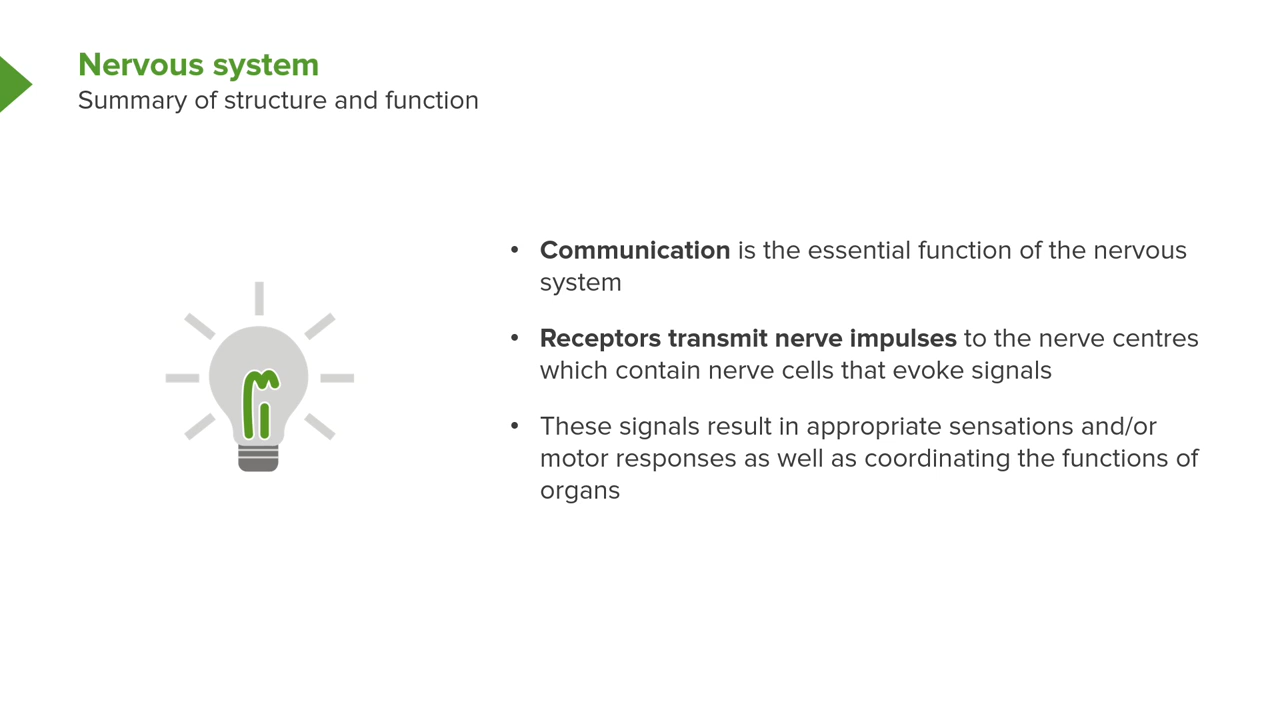 Nervous system
Summary of structure and function
• Communication is the essential function of the nervous
system
• Receptors transmit nerve impulses to the nerve centres
which contain nerve cells that evoke signals
• These signals result in appropriate sensations and/or
motor responses as well as coordinating the functions of
organs